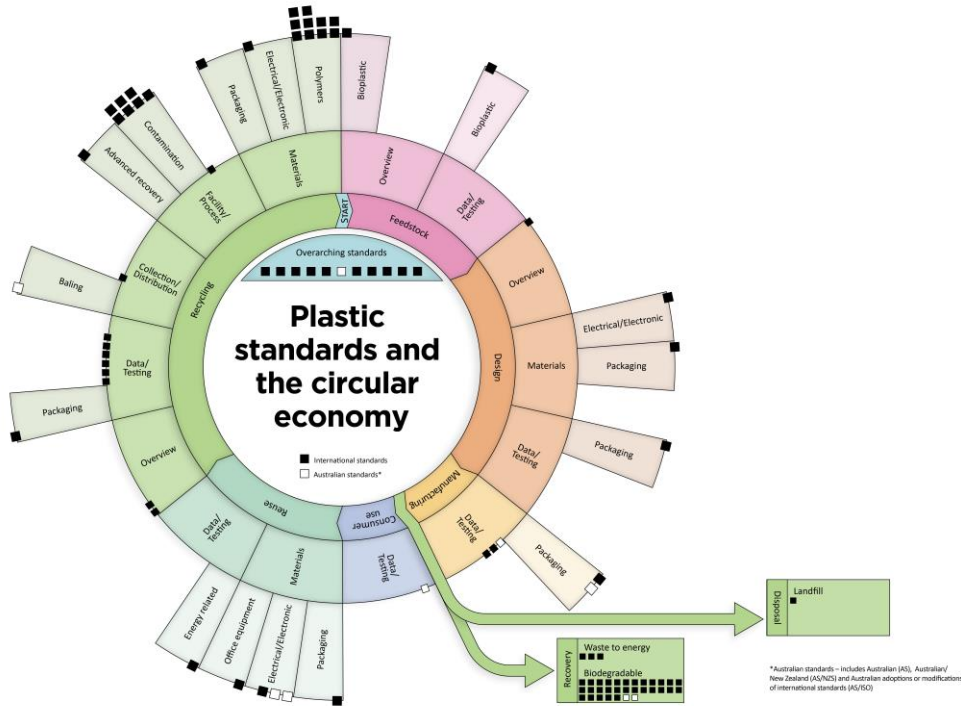 Plastic
standards and
the circular
economy
International standards
Australian standards*
Overarching standards
START
Feedstock
Overview
Bioplastic
Data/
Testing
Bioplastic
Design
Overview
Materials
Electrical/Electronic
Packaging
Data/
Testing
Packaging
Manufacturing
Data/
Testing
Packaging
Consumer
use
Data/
Testing
Reuse
Materials
Packaging
Electrical/Electronic
Office equipment
Energy related
Data/
Testing
Recycling
Overview
Data/
Testing
Packaging
Collection/
Distribution
Baling
Facility/
Process
Advanced recovery
Contamination
Materials
Packaging
Electrical/Electronic
Polymers
Disposal
Landfill
Recovery
Waste to energy
Biodegradable
*Australian standards – includes Australian (AS), Australian/
New Zealand (AS/NZS) and Australian adoptions or modifications
of international standards (AS/ISO)